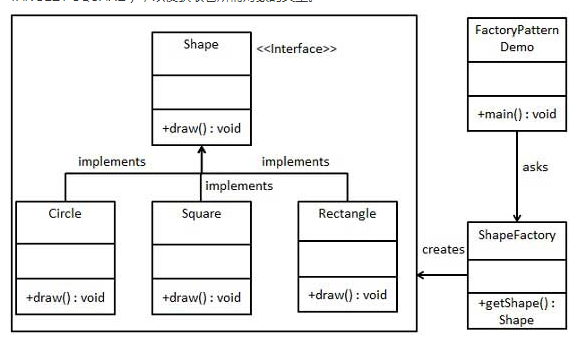 Shape
<<Interface>>
+draw() : void
implements
implements
implements
Circle
+draw() : void
Square
+draw() : void
Rectangle
+draw() : void
FactoryPattern
Demo
+main() : void
asks
creates
ShapeFactory
+getShape() :
Shape